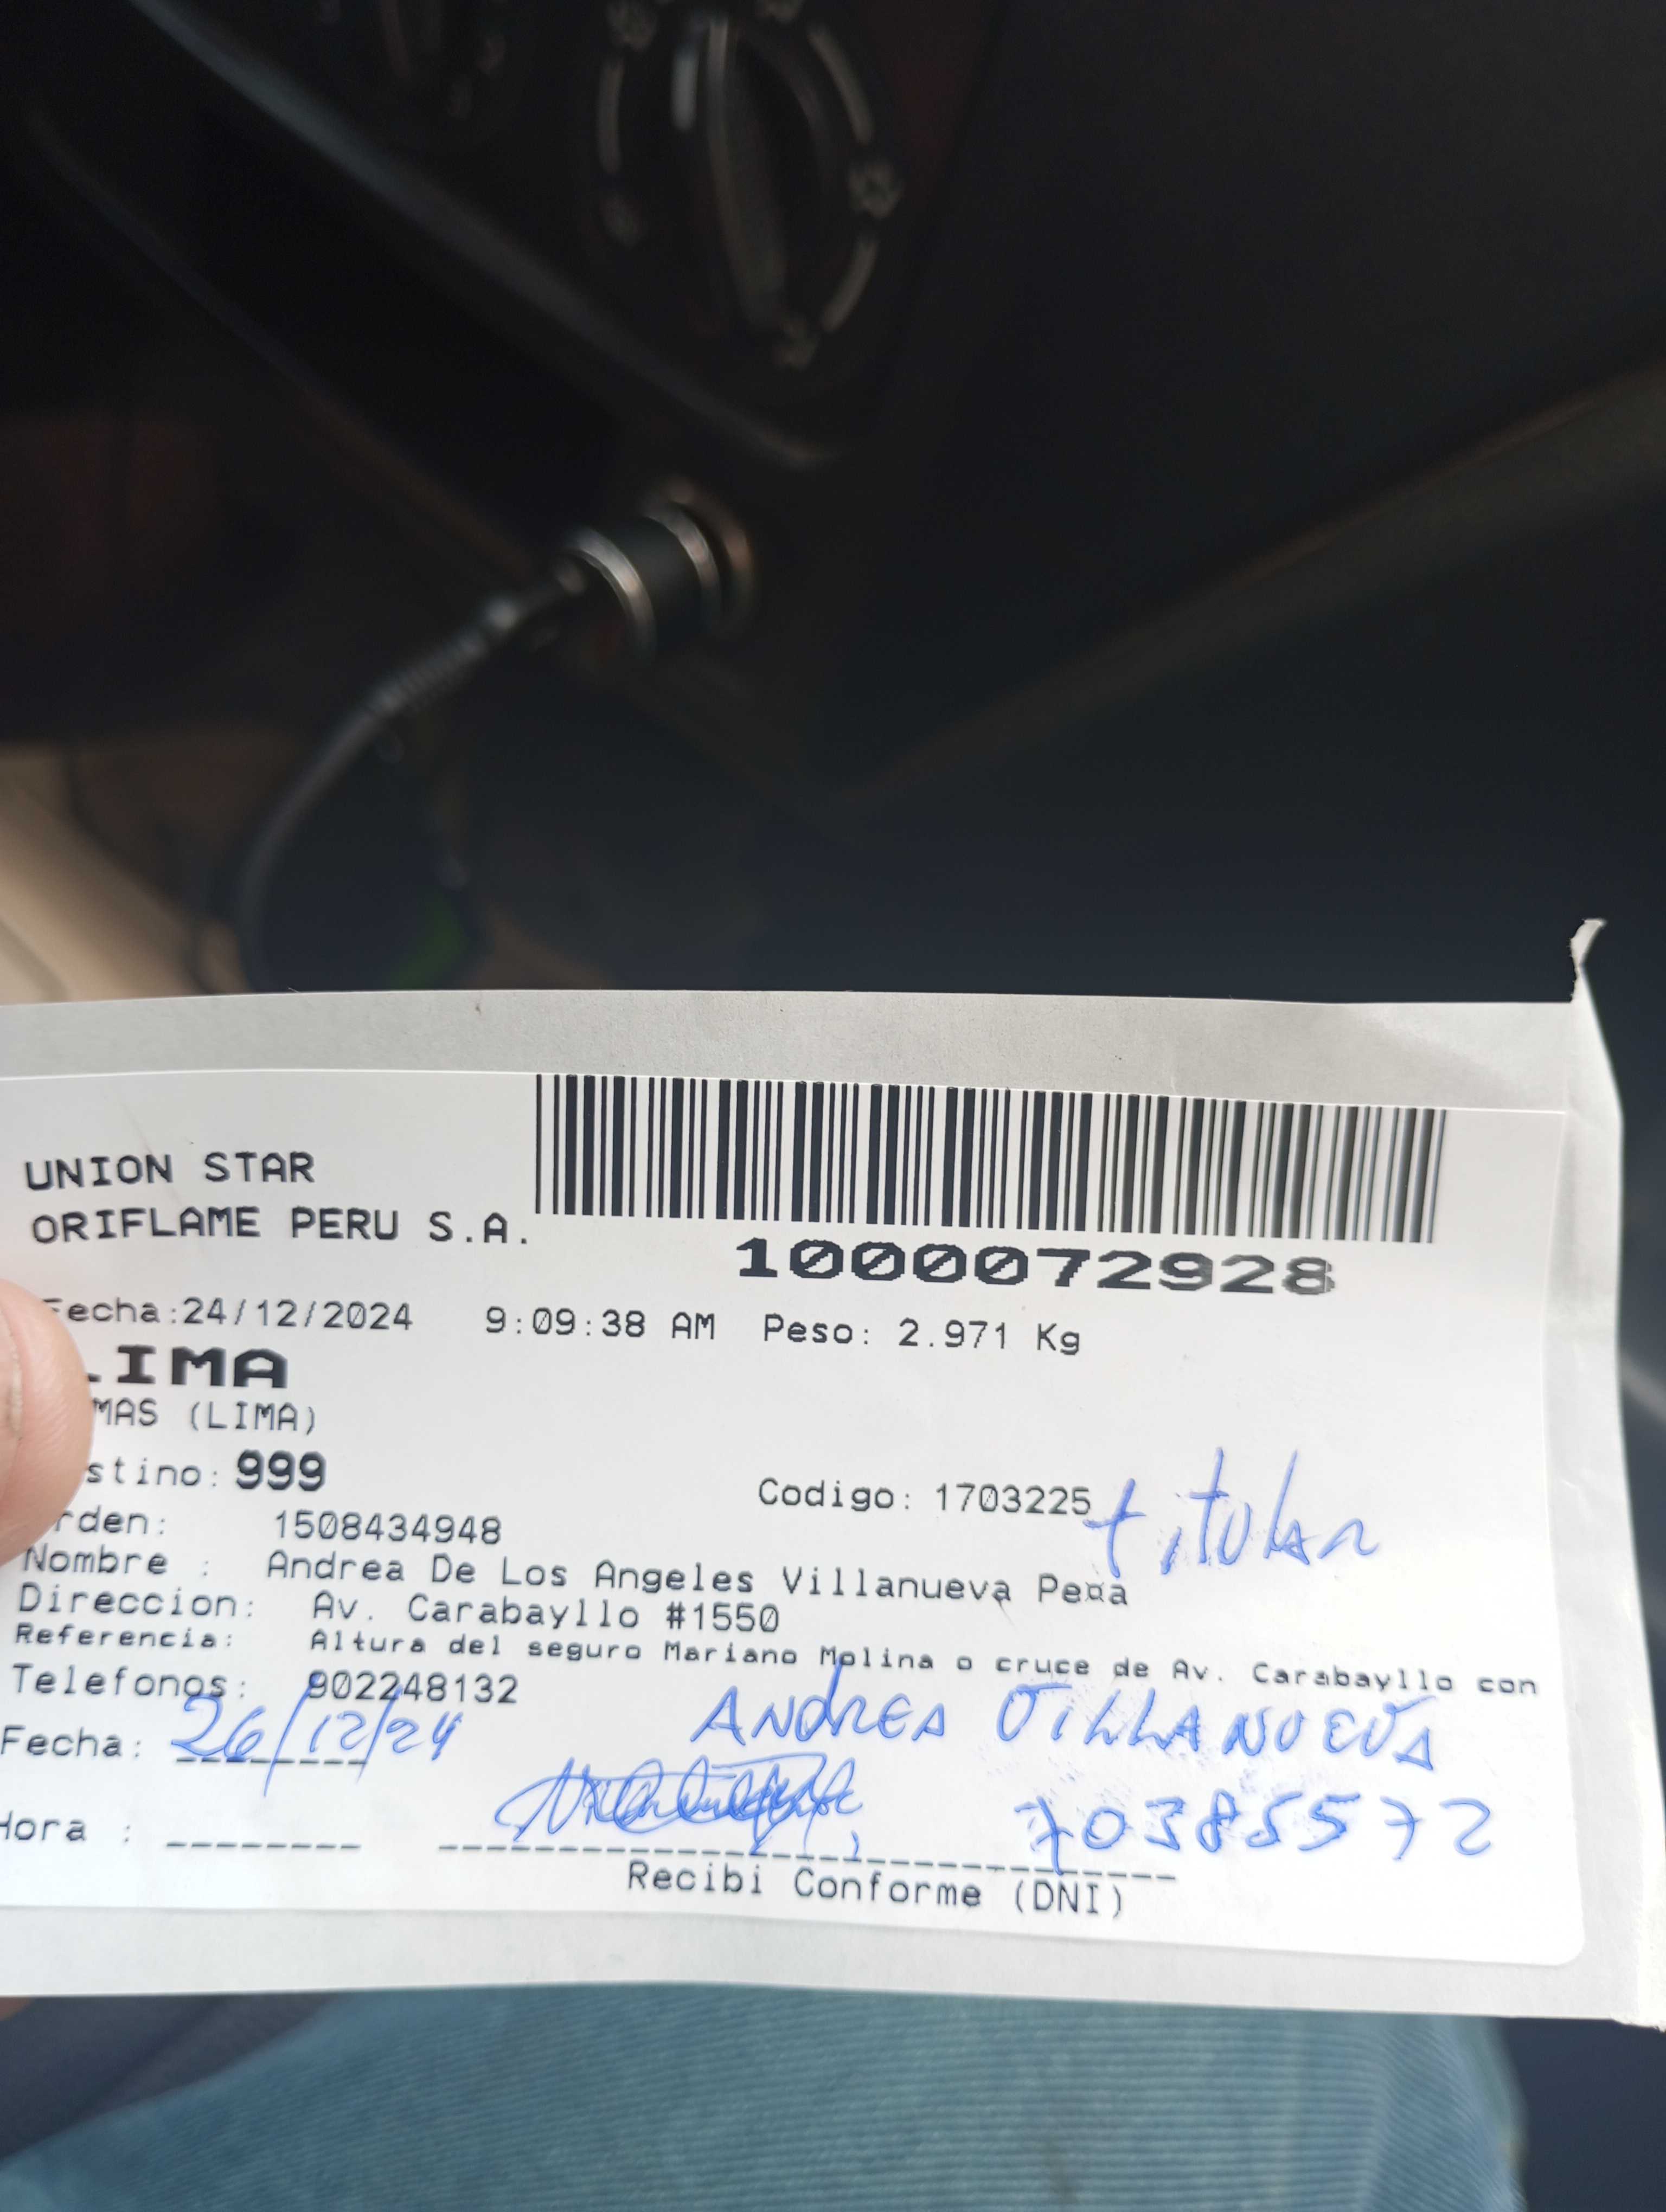 UNION STAR
ORIFLAME PERU S.A.
1000072928
Fecha:24/12/2024 9:09:38 AM Peso: 2.971 Kg
LIMA
MAS (LIMA)
stino: 999
Codigo: 1703225 titular
rden: 1508434948
Nombre : Andrea De Los Angeles Villanueva Pe¤a
Direccion: Av. Carabayllo #1550
Referencia: Altura del seguro Mariano Molina o cruce de Av. Carabayllo con
Telefonos: 902248132
ANDREA VILLANUEVA
Fecha: 26/12/24
70385572
Hora :
Recibi Conforme (DNI)